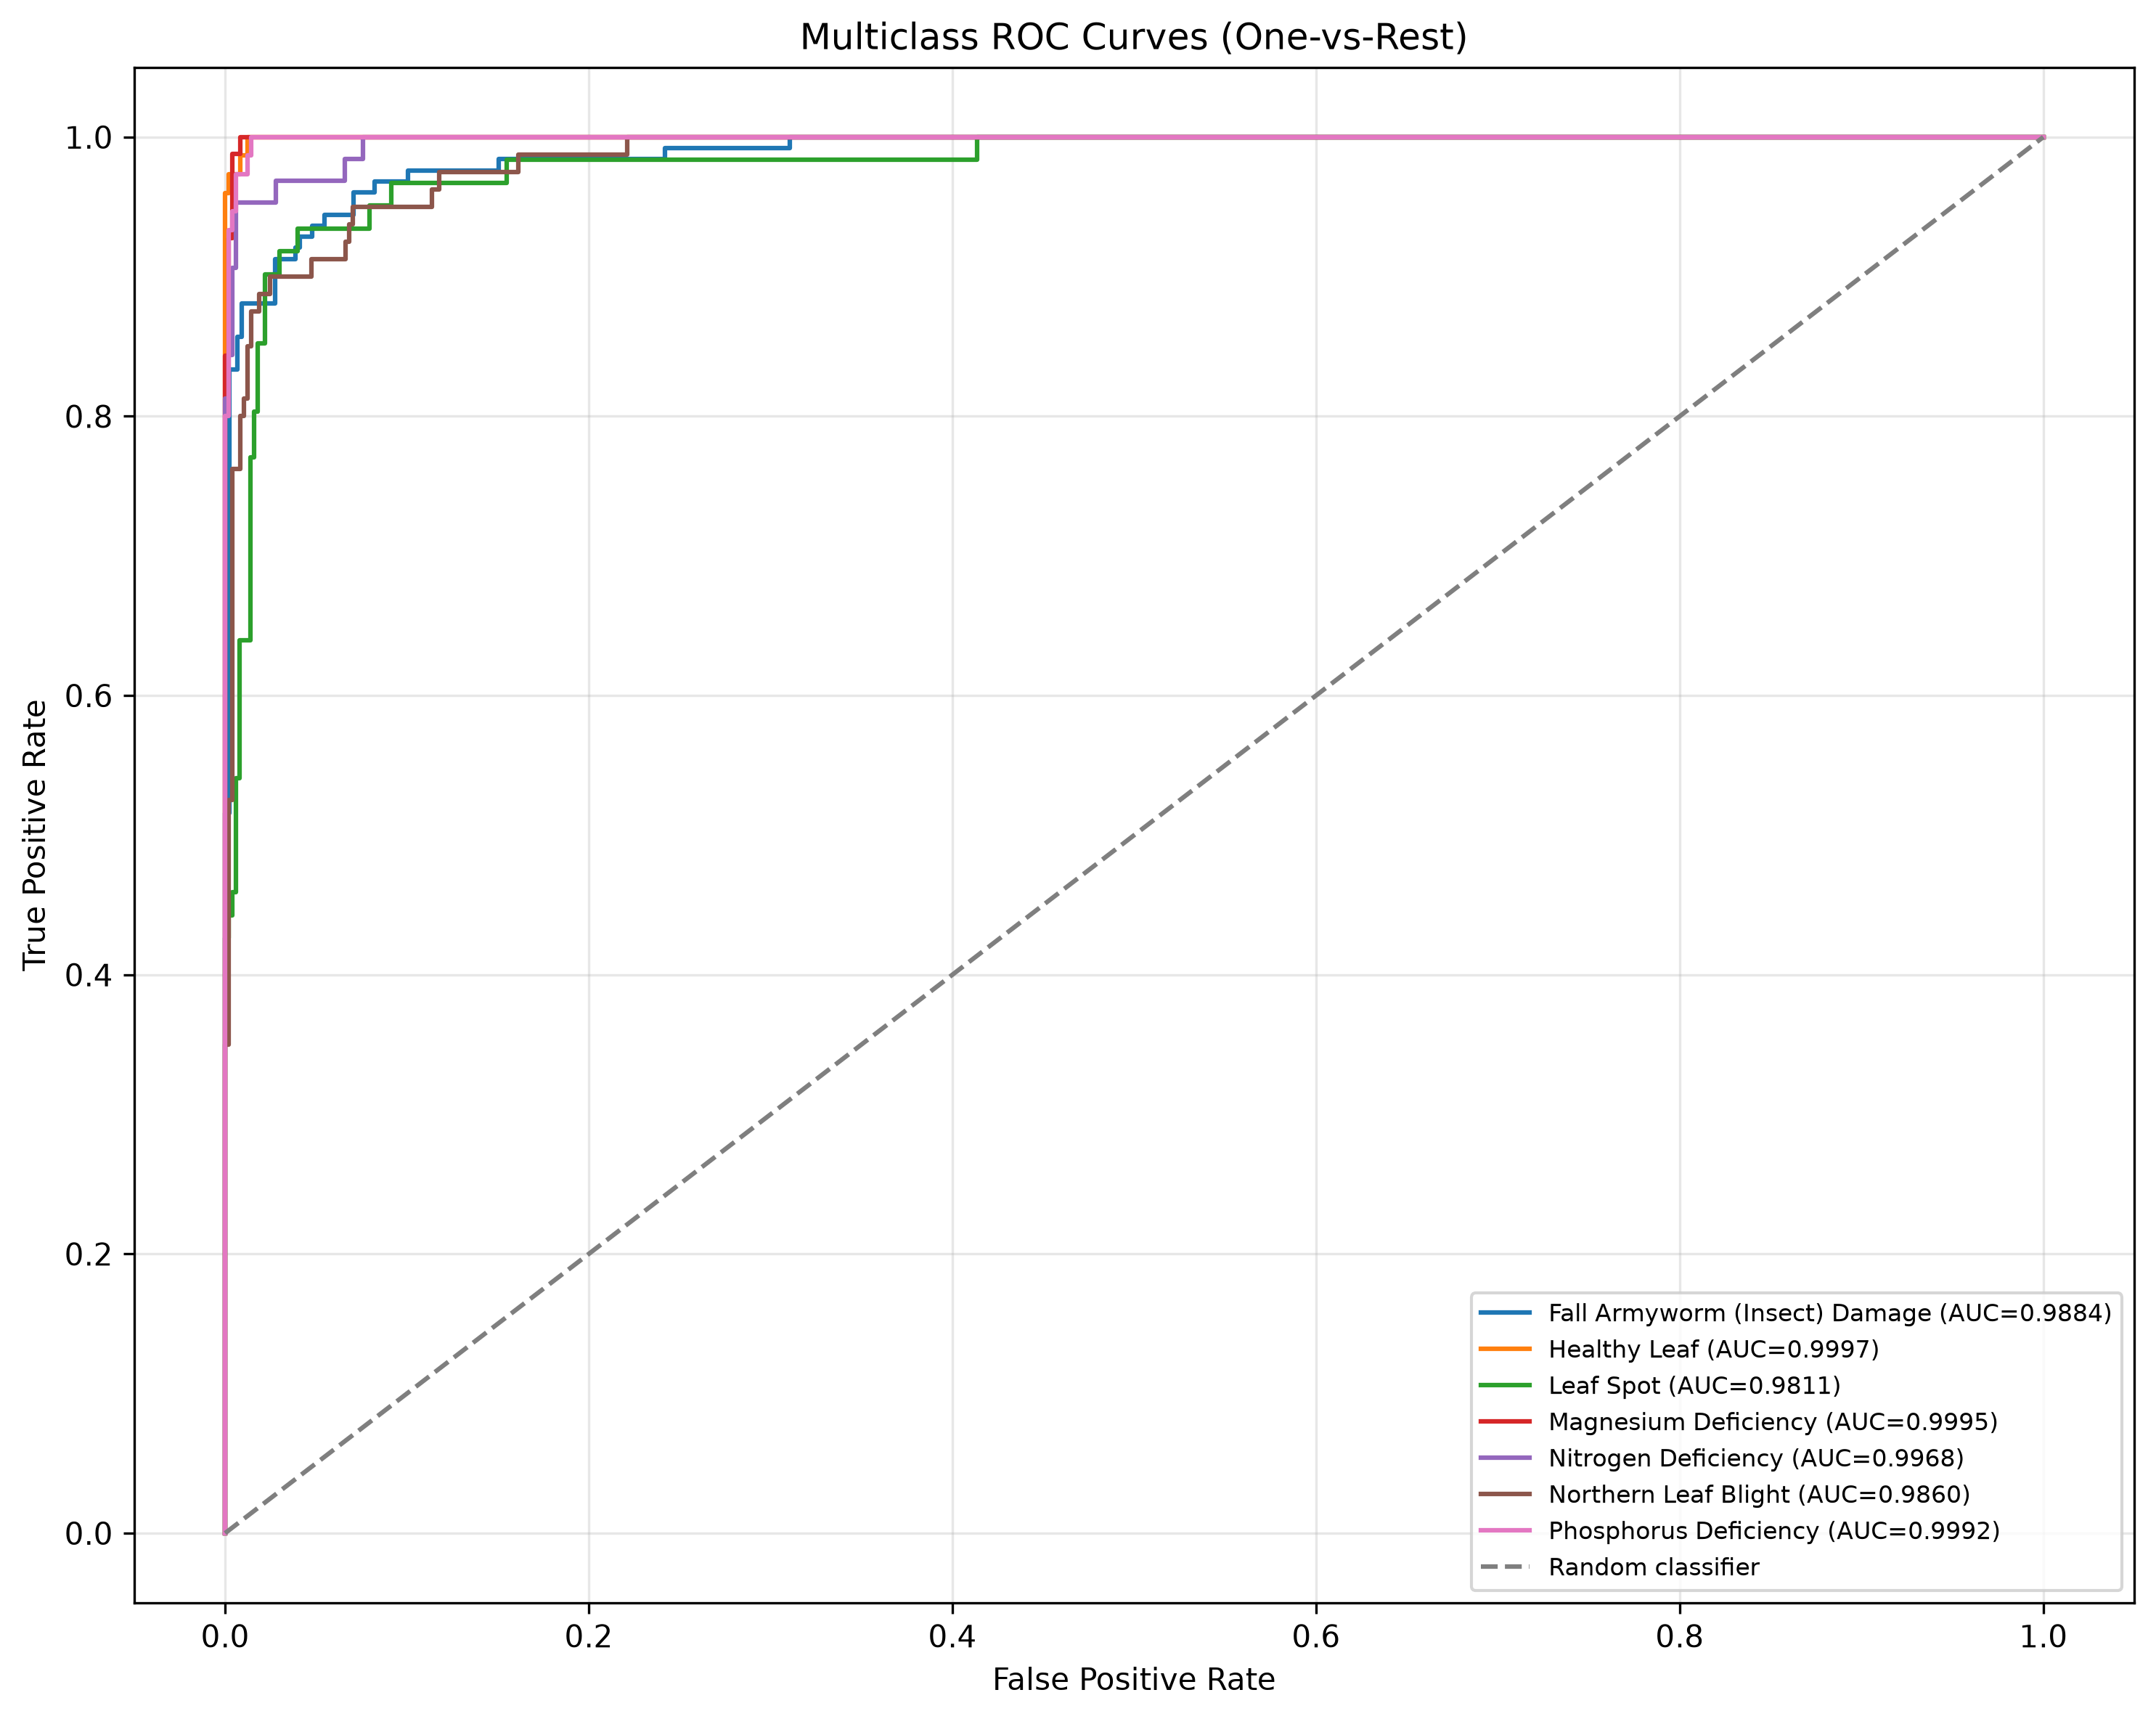 Multiclass ROC Curves (One-vs-Rest)
True Positive Rate
1.0
0.8
0.6
0.4
0.2
0.0
0.0 0.2 0.4 0.6 0.8 1.0
False Positive Rate
Fall Armyworm (Insect) Damage (AUC=0.9884)
Healthy Leaf (AUC=0.9997)
Leaf Spot (AUC=0.9811)
Magnesium Deficiency (AUC=0.9995)
Nitrogen Deficiency (AUC=0.9968)
Northern Leaf Blight (AUC=0.9860)
Phosphorus Deficiency (AUC=0.9992)
Random classifier